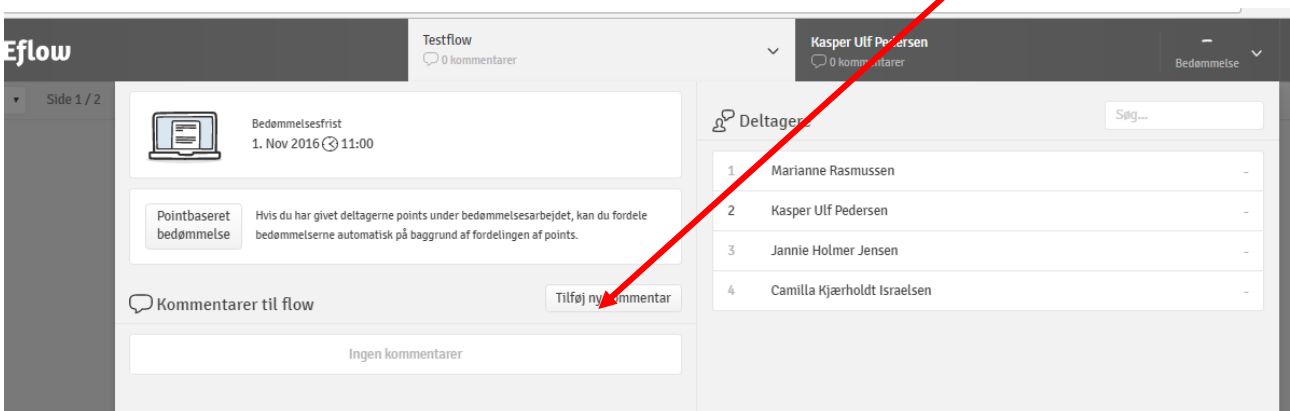 Eflow
Testflow
0 kommentarer
Kasper Ulf Pedersen
0 kommentarer
–
Bedømmelse
Side 1 / 2
Bedømmelsesfrist
1. Nov 2016 11:00
Pointbaseret
bedømmelse
Hvis du har givet deltagerne points under bedømmelsesarbejdet, kan du fordele
bedømmelserne automatisk på baggrund af fordelingen af points.
Kommentarer til flow
Tilføj ny kommentar
Ingen kommentarer
Deltagere
Søg...
1 Marianne Rasmussen –
2 Kasper Ulf Pedersen –
3 Jannie Holmer Jensen –
4 Camilla Kjærholdt Israelsen –